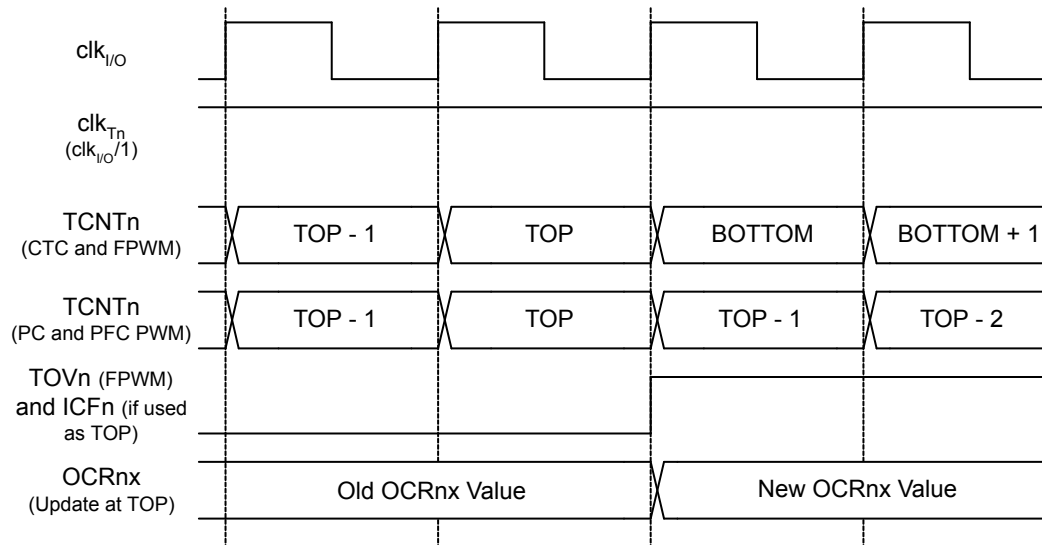 clkI/O
clkTn
(clkI/O/1)
TCNTn
(CTC and FPWM)
TOP - 1
TOP
BOTTOM
BOTTOM + 1
TCNTn
(PC and PFC PWM)
TOP - 1
TOP
TOP - 1
TOP - 2
TOVn (FPWM)
and ICFn (if used
as TOP)
OCRnx
(Update at TOP)
Old OCRnx Value
New OCRnx Value